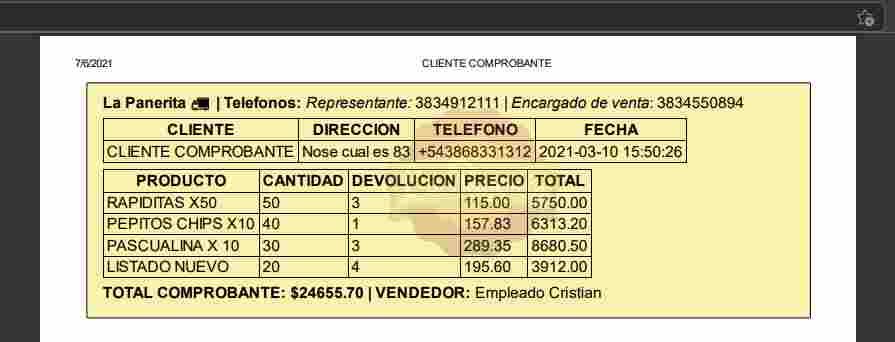 7/6/2021 CLIENTE COMPROBANTE
La Panerita | Telefonos: Representante: 3834912111 | Encargado de venta: 3834550894
CLIENTE DIRECCION TELEFONO FECHA
CLIENTE COMPROBANTE Nose cual es 83 +543868331312 2021-03-10 15:50:26
PRODUCTO CANTIDAD DEVOLUCION PRECIO TOTAL
RAPIDITAS X50 50 3 115.00 5750.00
PEPITOS CHIPS X10 40 1 157.83 6313.20
PASCUALINA X 10 30 3 289.35 8680.50
LISTADO NUEVO 20 4 195.60 3912.00
TOTAL COMPROBANTE: $24655.70 | VENDEDOR: Empleado Cristian